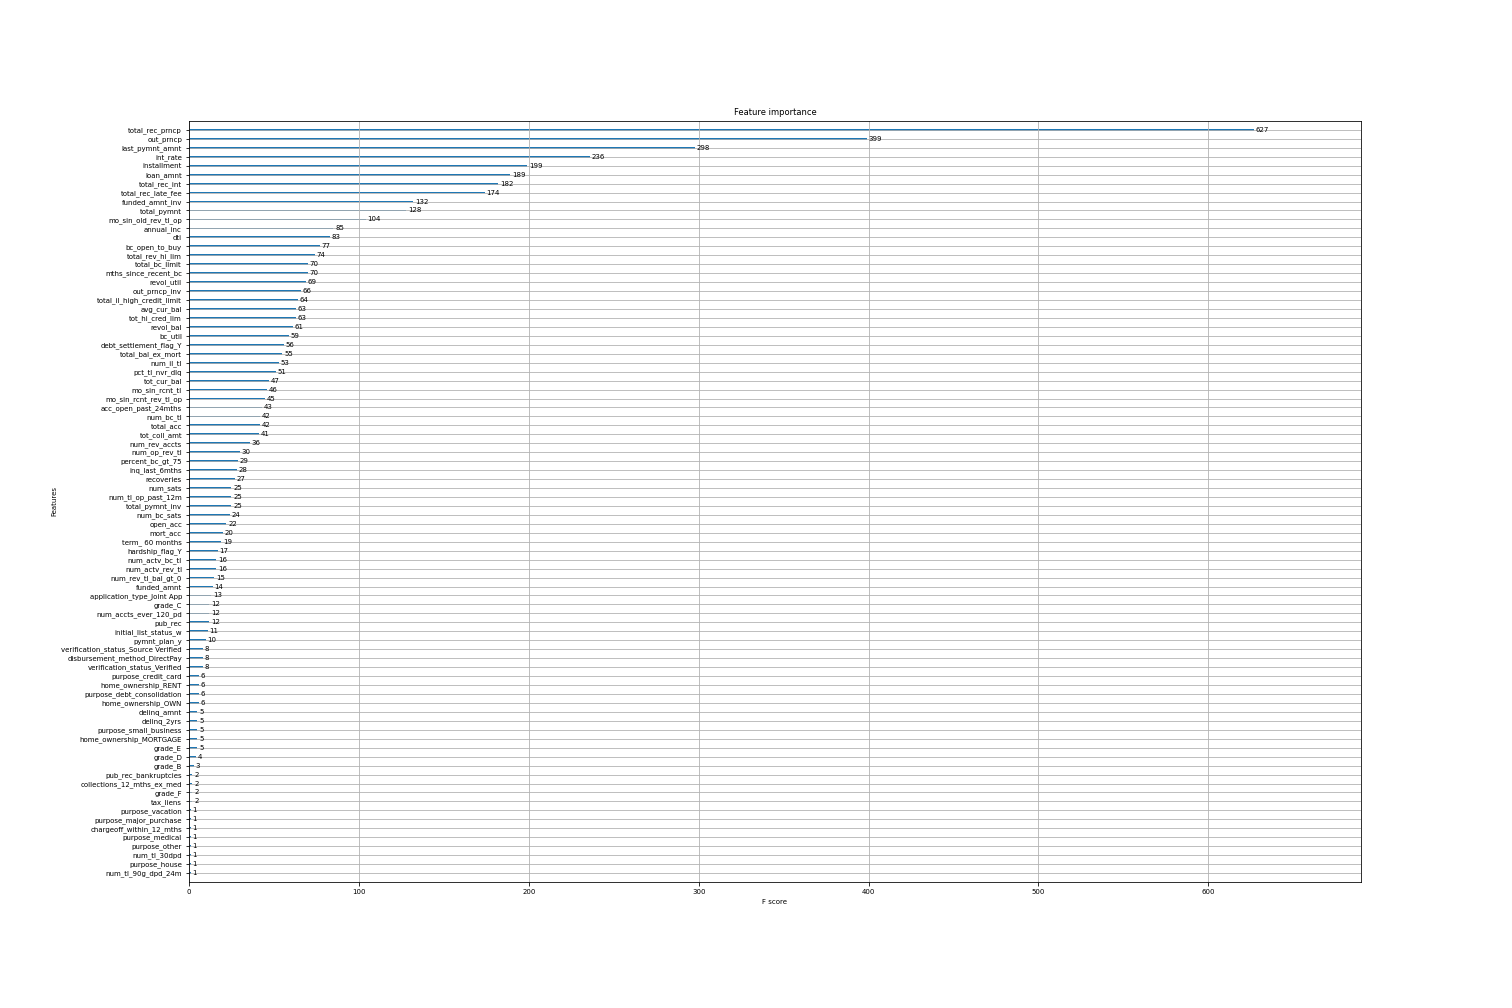 Feature importance
total_rec_prncp 627
out_prncp 399
last_pymnt_amnt 298
int_rate 236
installment 199
loan_amnt 189
total_rec_int 182
total_rec_late_fee 174
funded_amnt_inv 132
total_pymnt 128
mo_sin_old_rev_tl_op 104
annual_inc 85
dti 83
bc_open_to_buy 77
total_rev_hi_lim 74
total_bc_limit 70
mths_since_recent_bc 70
revol_util 69
out_prncp_inv 66
total_il_high_credit_limit 64
avg_cur_bal 63
tot_hi_cred_lim 63
revol_bal 61
bc_util 59
debt_settlement_flag_Y 56
total_bal_ex_mort 55
num_il_tl 53
pct_tl_nvr_dlq 51
tot_cur_bal 47
mo_sin_rcnt_tl 46
mo_sin_rcnt_rev_tl_op 45
acc_open_past_24mths 43
num_bc_tl 42
total_acc 42
tot_coll_amt 41
num_rev_accts 36
num_op_rev_tl 30
percent_bc_gt_75 29
inq_last_6mths 28
recoveries 27
num_sats 25
num_tl_op_past_12m 25
total_pymnt_inv 25
num_bc_sats 24
open_acc 22
mort_acc 20
term_ 60 months 19
hardship_flag_Y 17
num_actv_bc_tl 16
num_actv_rev_tl 16
num_rev_tl_bal_gt_0 15
funded_amnt 14
application_type_Joint App 13
grade_C 12
num_accts_ever_120_pd 12
pub_rec 12
initial_list_status_w 11
pymnt_plan_y 10
verification_status_Source Verified 8
disbursement_method_DirectPay 8
verification_status_Verified 8
purpose_credit_card 6
home_ownership_RENT 6
purpose_debt_consolidation 6
home_ownership_OWN 6
delinq_amnt 5
delinq_2yrs 5
purpose_small_business 5
home_ownership_MORTGAGE 5
grade_E 5
grade_D 4
grade_B 3
pub_rec_bankruptcies 2
collections_12_mths_ex_med 2
grade_F 2
tax_liens 2
purpose_vacation 1
purpose_major_purchase 1
chargeoff_within_12_mths 1
purpose_medical 1
purpose_other 1
num_tl_30dpd 1
purpose_house 1
num_tl_90g_dpd_24m 1
0 100 200 300 400 500 600
F score
Features